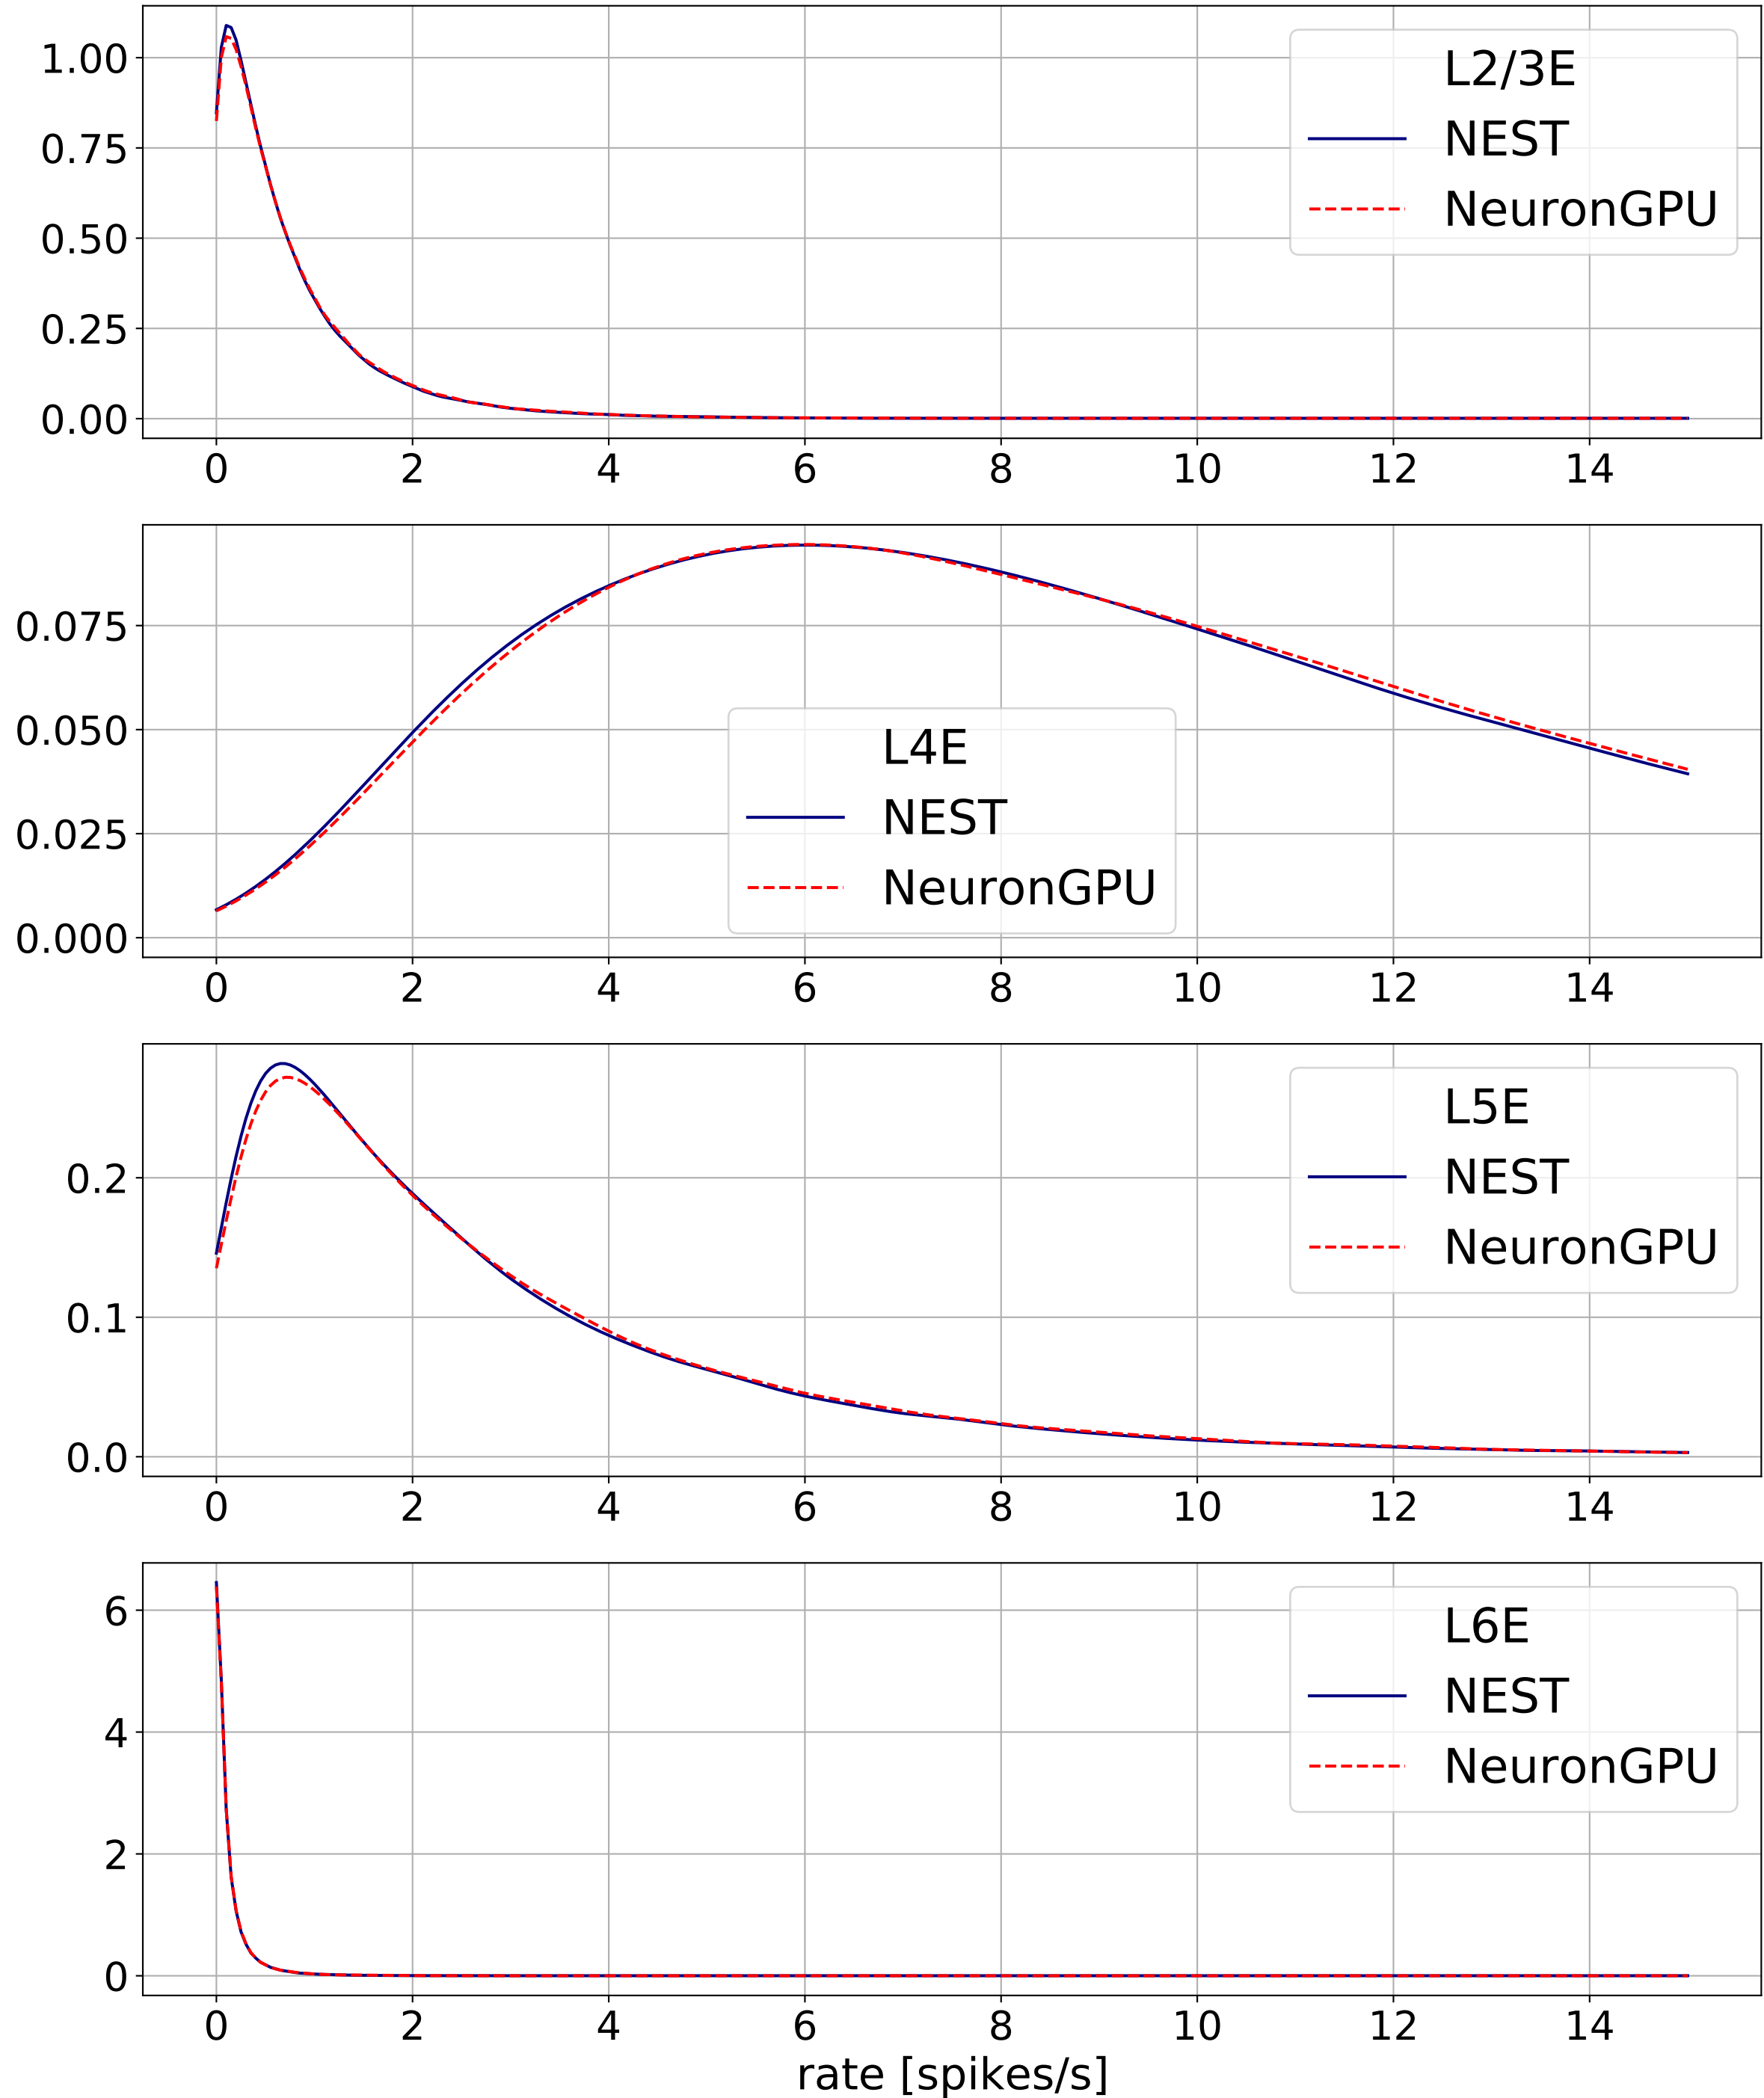 1.00
0.75
0.50
0.25
0.00
L2/3E
NEST
NeuronGPU
0 2 4 6 8 10 12 14
0.075
0.050
0.025
0.000
L4E
NEST
NeuronGPU
0 2 4 6 8 10 12 14
0.2
0.1
0.0
L5E
NEST
NeuronGPU
0 2 4 6 8 10 12 14
6
4
2
0
L6E
NEST
NeuronGPU
0 2 4 6 8 10 12 14
rate [spikes/s]